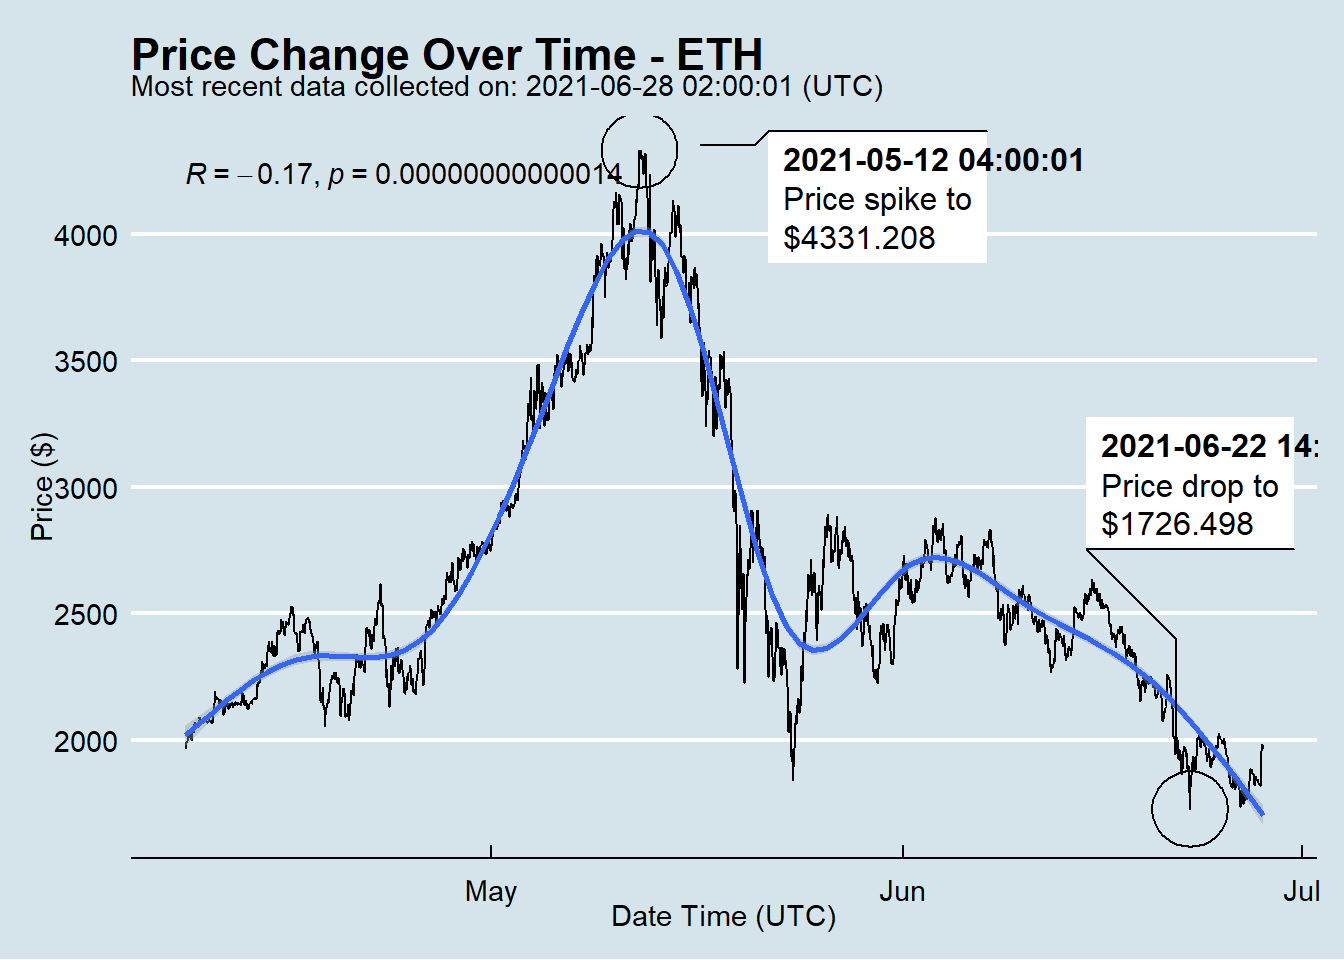 Price Change Over Time - ETH
Most recent data collected on: 2021-06-28 02:00:01 (UTC)
R = −0.17, p = 0.00000000000014
2021-05-12 04:00:01
Price spike to
$4331.208
2021-06-22 14:
Price drop to
$1726.498
Price ($)
4000
3500
3000
2500
2000
May
Jun
Jul
Date Time (UTC)